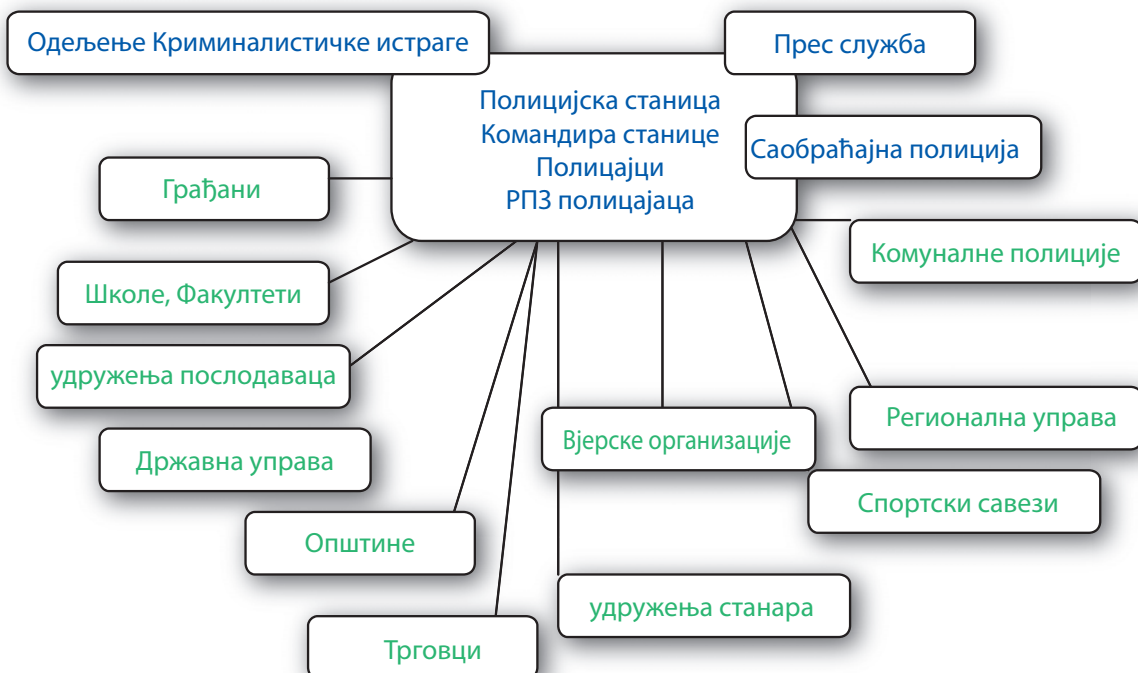 Одељење Криминалистичке истраге
Прес служба
Полицијска станица
Командира станице
Полицајци
РПЗ полицајаца
Саобраћајна полиција
Грађани
Комуналне полиције
Школе, Факултети
удружења послодаваца
Регионална управа
Вјерске организације
Државна управа
Спортски савези
Општине
удружења станара
Трговци